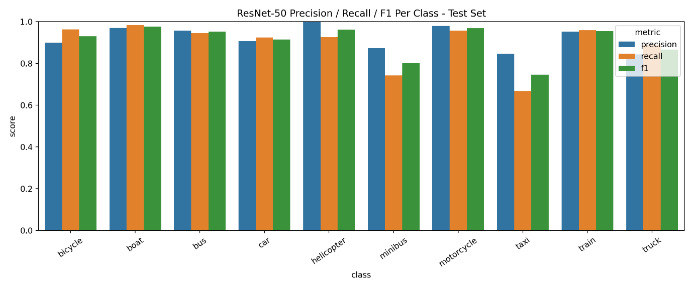 ResNet-50 Precision / Recall / F1 Per Class - Test Set
score
1.0
0.8
0.6
0.4
0.2
0.0
metric
precision
recall
f1
bicycle
boat
bus
car
helicopter
minibus
motorcycle
taxi
train
truck
class